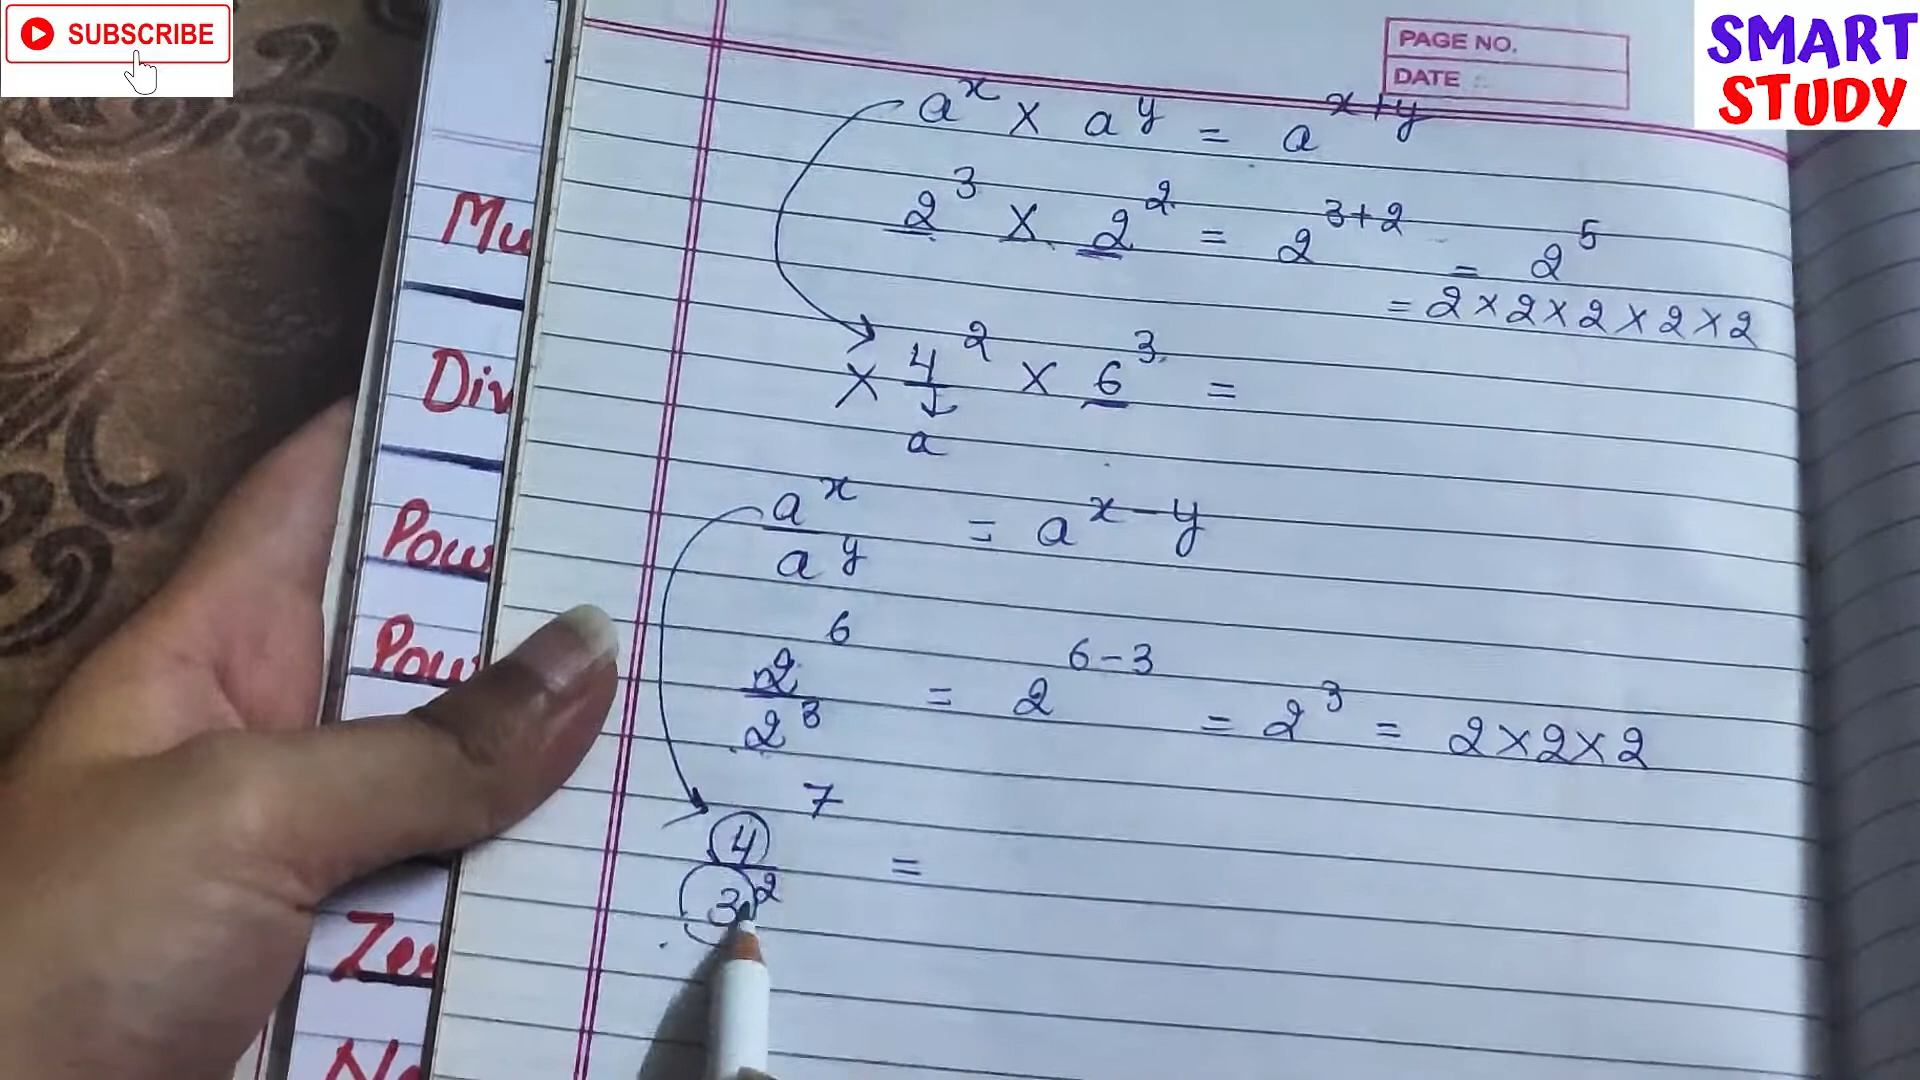 SUBSCRIBE
SMART
STUDY
PAGE NO.
DATE
a^x × a^y = a^(x+y)
2^3 × 2^2 = 2^(3+2) = 2^5
= 2×2×2×2×2
× 4^2 × 6^3 =
a
a^x / a^y = a^(x-y)
2^6 / 2^3 = 2^(6-3) = 2^3 = 2×2×2
4^7 / 3^2 =
Mu
Div
Pow
Pow
Ze